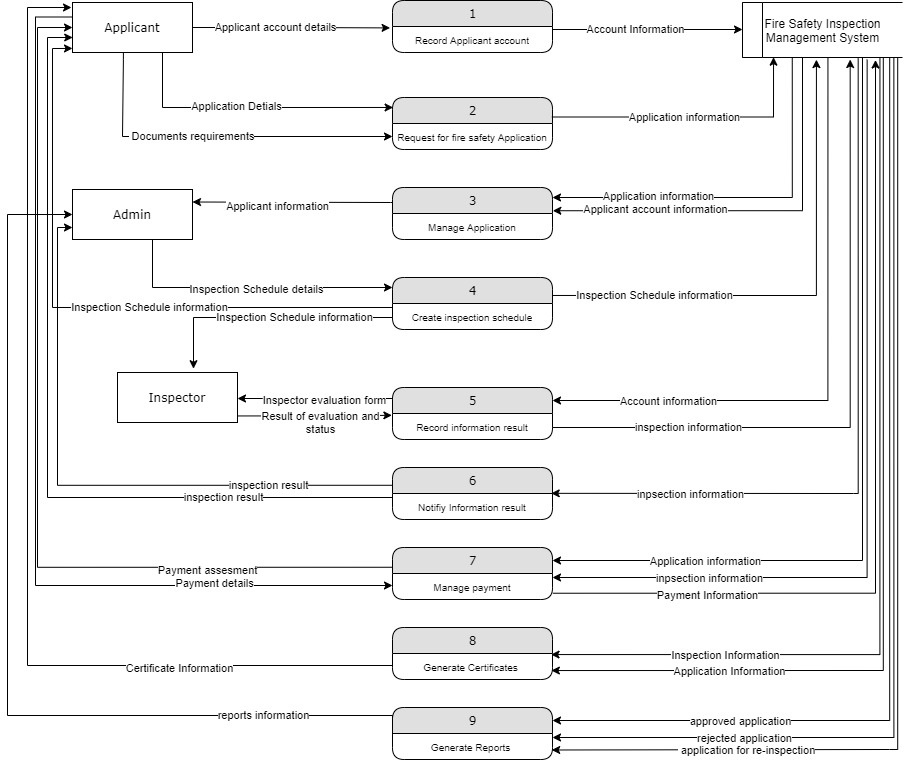 Applicant
Applicant account details
1
Record Applicant account
Account Information
Fire Safety Inspection
Management System
Application Detials
Documents requirements
2
Request for fire safety Application
Application information
Admin
Applicant information
3
Manage Application
Application information
Applicant account information
Inspection Schedule details
4
Create inspection schedule
Inspection Schedule information
Inspection Schedule information
Inspection Schedule information
Inspector
Inspector evaluation form
Result of evaluation and
status
5
Record information result
Account information
inspection information
inspection result
inspection result
6
Notifiy Information result
inpsection information
Payment assesment
Payment details
7
Manage payment
Application information
inpsection information
Payment Information
Certificate Information
8
Generate Certificates
Inspection Information
Application Information
reports information
9
Generate Reports
approved application
rejected application
application for re-inspection